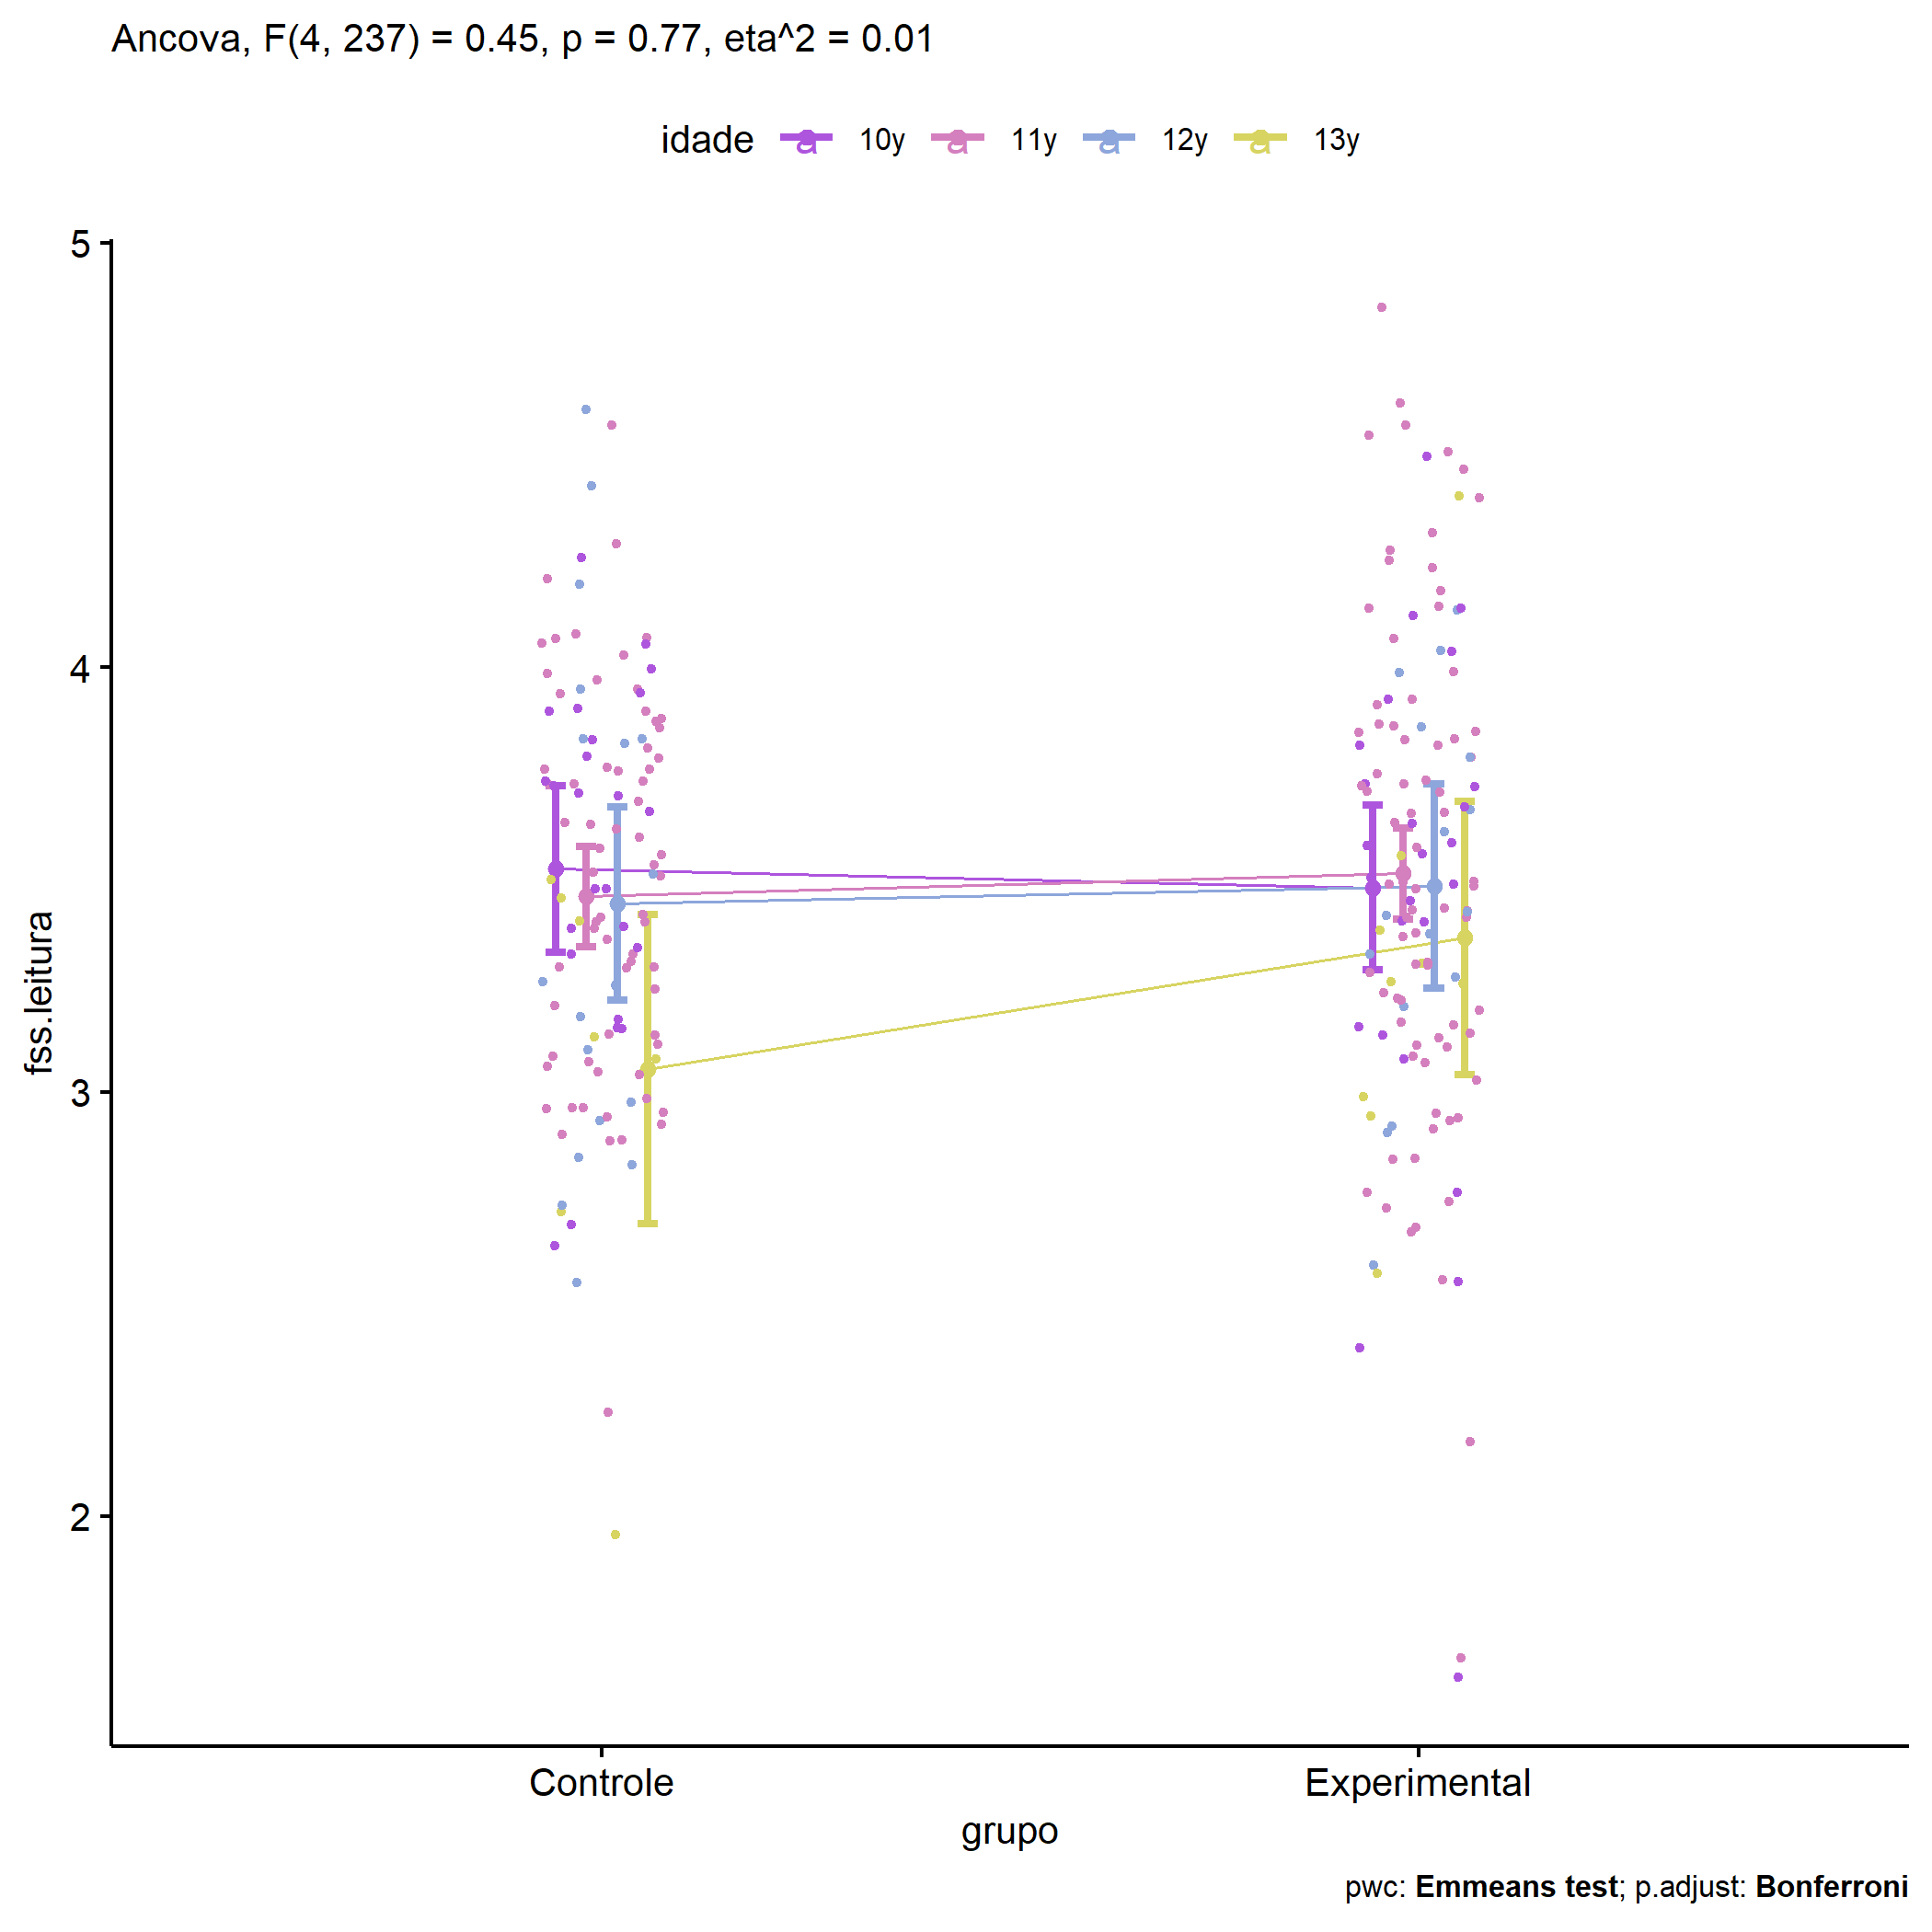 Ancova, F(4, 237) = 0.45, p = 0.77, eta^2 = 0.01
idade a 10y a 11y a 12y a 13y
5
4
3
2
fss.leitura
Controle Experimental
grupo
pwc: Emmeans test; p.adjust: Bonferroni